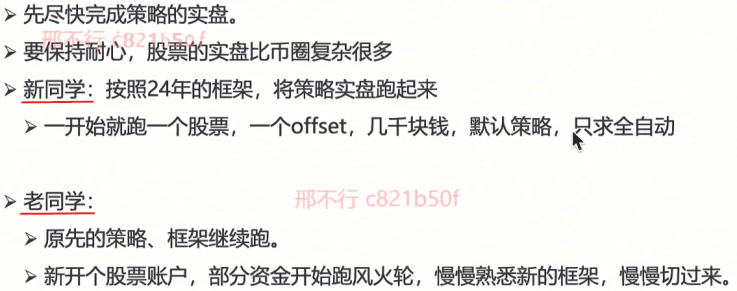 ➢ 先尽快完成策略的实盘。
邢不行 c821b50f
➢ 要保持耐心，股票的实盘比币圈复杂很多
➢ 新同学：按照24年的框架，将策略实盘跑起来
➢ 一开始就跑一个股票，一个offset，几千块钱，默认策略，只求全自动
➢ 老同学：
邢不行 c821b50f
➢ 原先的策略、框架继续跑。
➢ 新开个股票账户，部分资金开始跑风火轮，慢慢熟悉新的框架，慢慢切过来。